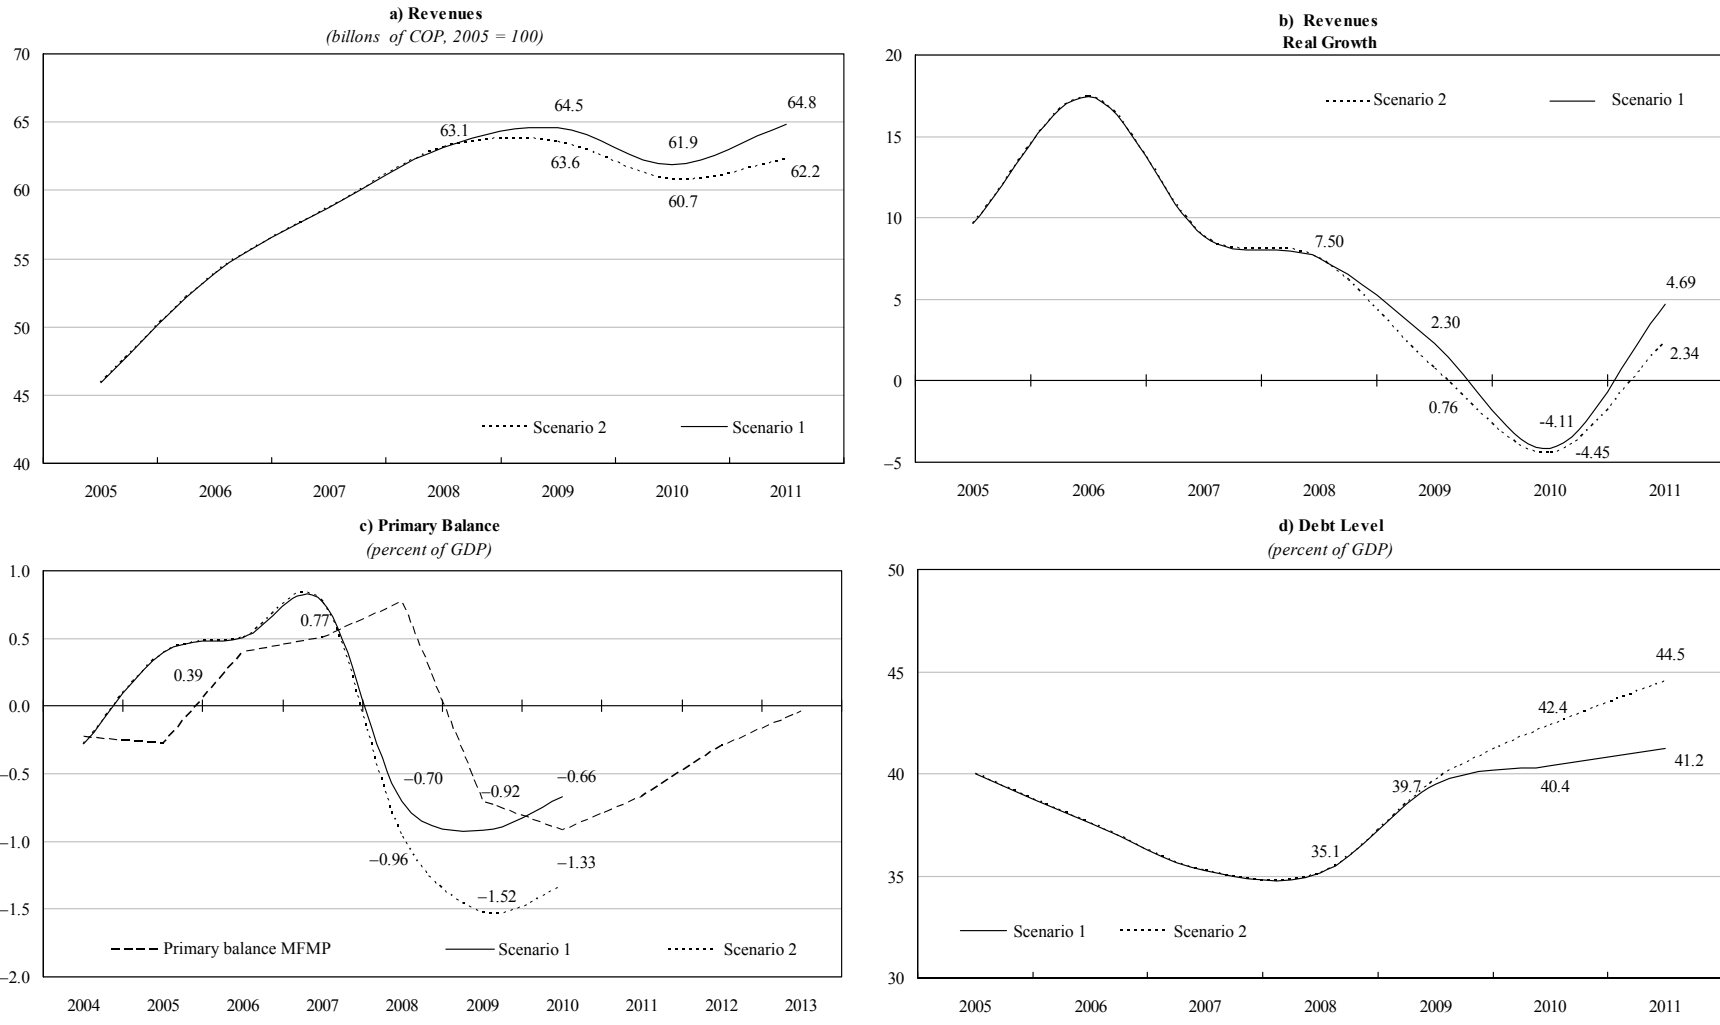 a) Revenues
(billons of COP, 2005 = 100)
70
65
60
55
50
45
40
64.5
64.8
63.1
61.9
63.6
62.2
60.7
Scenario 2
Scenario 1
2005 2006 2007 2008 2009 2010 2011
b) Revenues
Real Growth
20
15
10
5
0
–5
Scenario 2
Scenario 1
7.50
4.69
2.30
2.34
0.76
-4.11
-4.45
2005 2006 2007 2008 2009 2010 2011
c) Primary Balance
(percent of GDP)
1.0
0.5
0.0
–0.5
–1.0
–1.5
–2.0
0.77
0.39
–0.70
–0.92
–0.66
–0.96
–1.33
–1.52
Primary balance MFMP
Scenario 1
Scenario 2
2004 2005 2006 2007 2008 2009 2010 2011 2012 2013
d) Debt Level
(percent of GDP)
50
45
40
35
30
44.5
42.4
41.2
39.7
40.4
35.1
Scenario 1
Scenario 2
2005 2006 2007 2008 2009 2010 2011